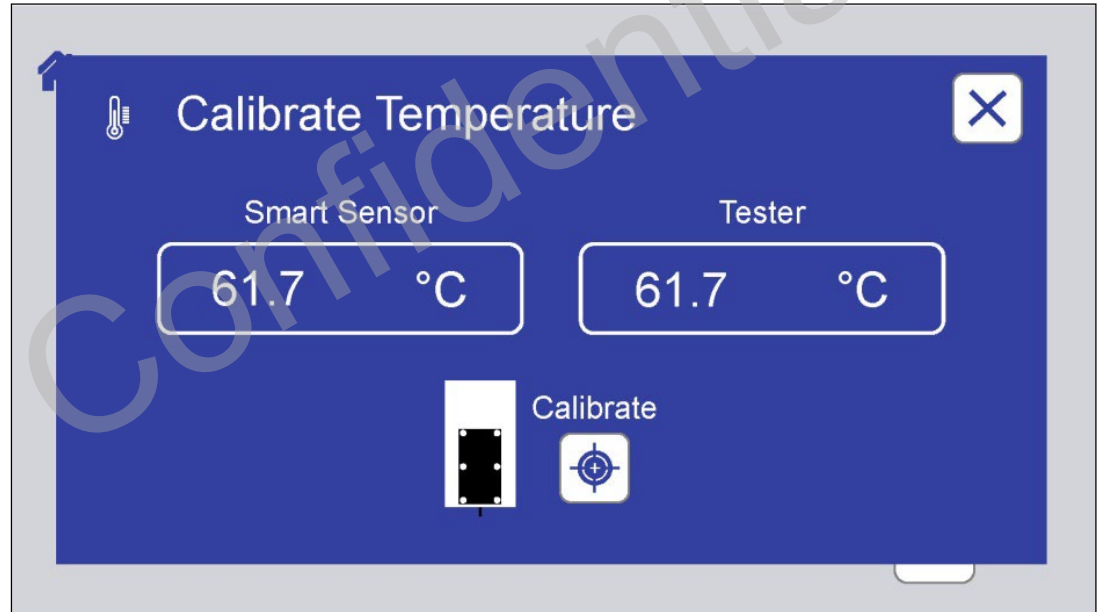 Calibrate Temperature
Smart Sensor
Tester
61.7 °C
61.7 °C
Calibrate
Confidential